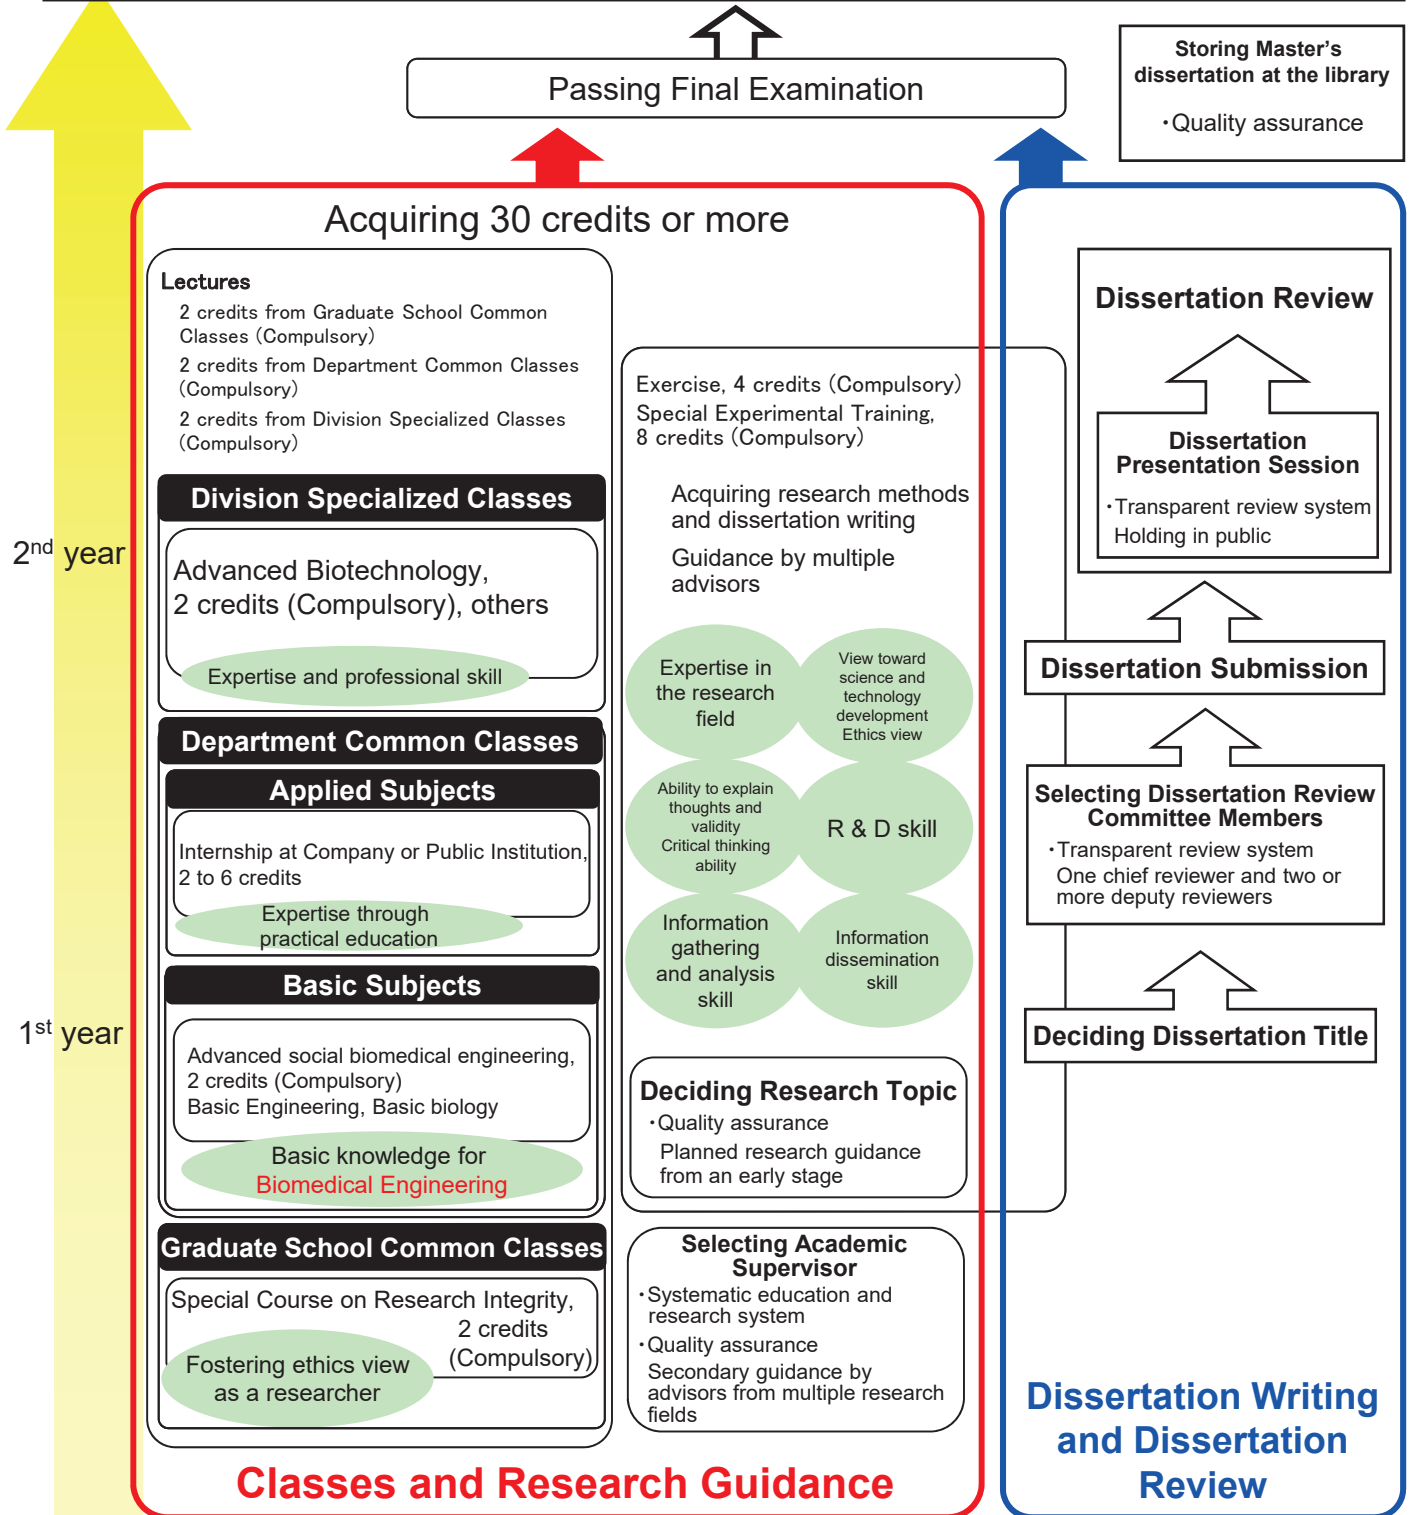 Passing Final Examination
Storing Master's
dissertation at the library
・Quality assurance
Acquiring 30 credits or more
Lectures
2 credits from Graduate School Common
Classes (Compulsory)
2 credits from Department Common Classes
(Compulsory)
2 credits from Division Specialized Classes
(Compulsory)
Division Specialized Classes
Advanced Biotechnology,
2 credits (Compulsory), others
Expertise and professional skill
2nd year
Department Common Classes
Applied Subjects
Internship at Company or Public Institution,
2 to 6 credits
Expertise through
practical education
Basic Subjects
Advanced social biomedical engineering,
2 credits (Compulsory)
Basic Engineering, Basic biology
Basic knowledge for
Biomedical Engineering
1st year
Graduate School Common Classes
Special Course on Research Integrity,
2 credits
(Compulsory)
Fostering ethics view
as a researcher
Exercise, 4 credits (Compulsory)
Special Experimental Training,
8 credits (Compulsory)
Acquiring research methods
and dissertation writing
Guidance by multiple
advisors
Expertise in
the research
field
View toward
science and
technology
development
Ethics view
Ability to explain
thoughts and
validity
Critical thinking
ability
R & D skill
Information
gathering
and analysis
skill
Information
dissemination
skill
Deciding Research Topic
・Quality assurance
Planned research guidance
from an early stage
Selecting Academic
Supervisor
・Systematic education and
research system
・Quality assurance
Secondary guidance by
advisors from multiple research
fields
Classes and Research Guidance
Dissertation Review
Dissertation
Presentation Session
・Transparent review system
Holding in public
Dissertation Submission
Selecting Dissertation Review
Committee Members
・Transparent review system
One chief reviewer and two or
more deputy reviewers
Deciding Dissertation Title
Dissertation Writing
and Dissertation
Review